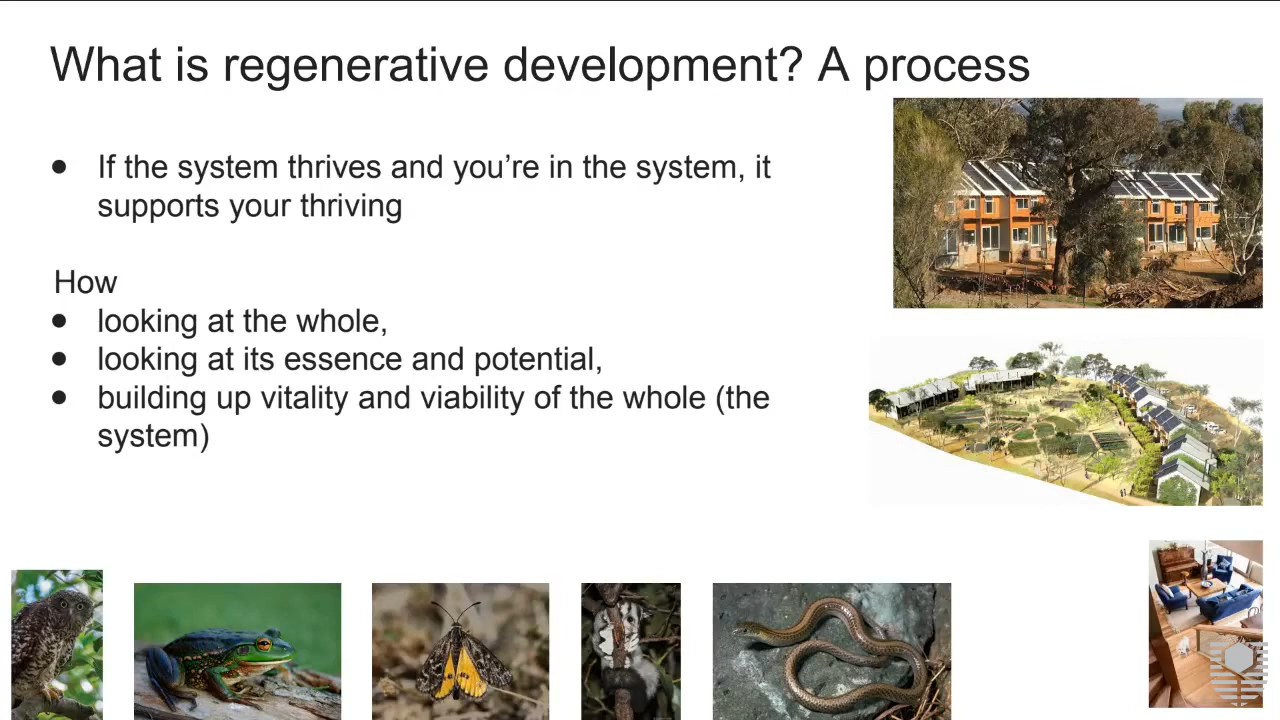 What is regenerative development? A process
● If the system thrives and you’re in the system, it
supports your thriving
How
● looking at the whole,
● looking at its essence and potential,
● building up vitality and viability of the whole (the
system)